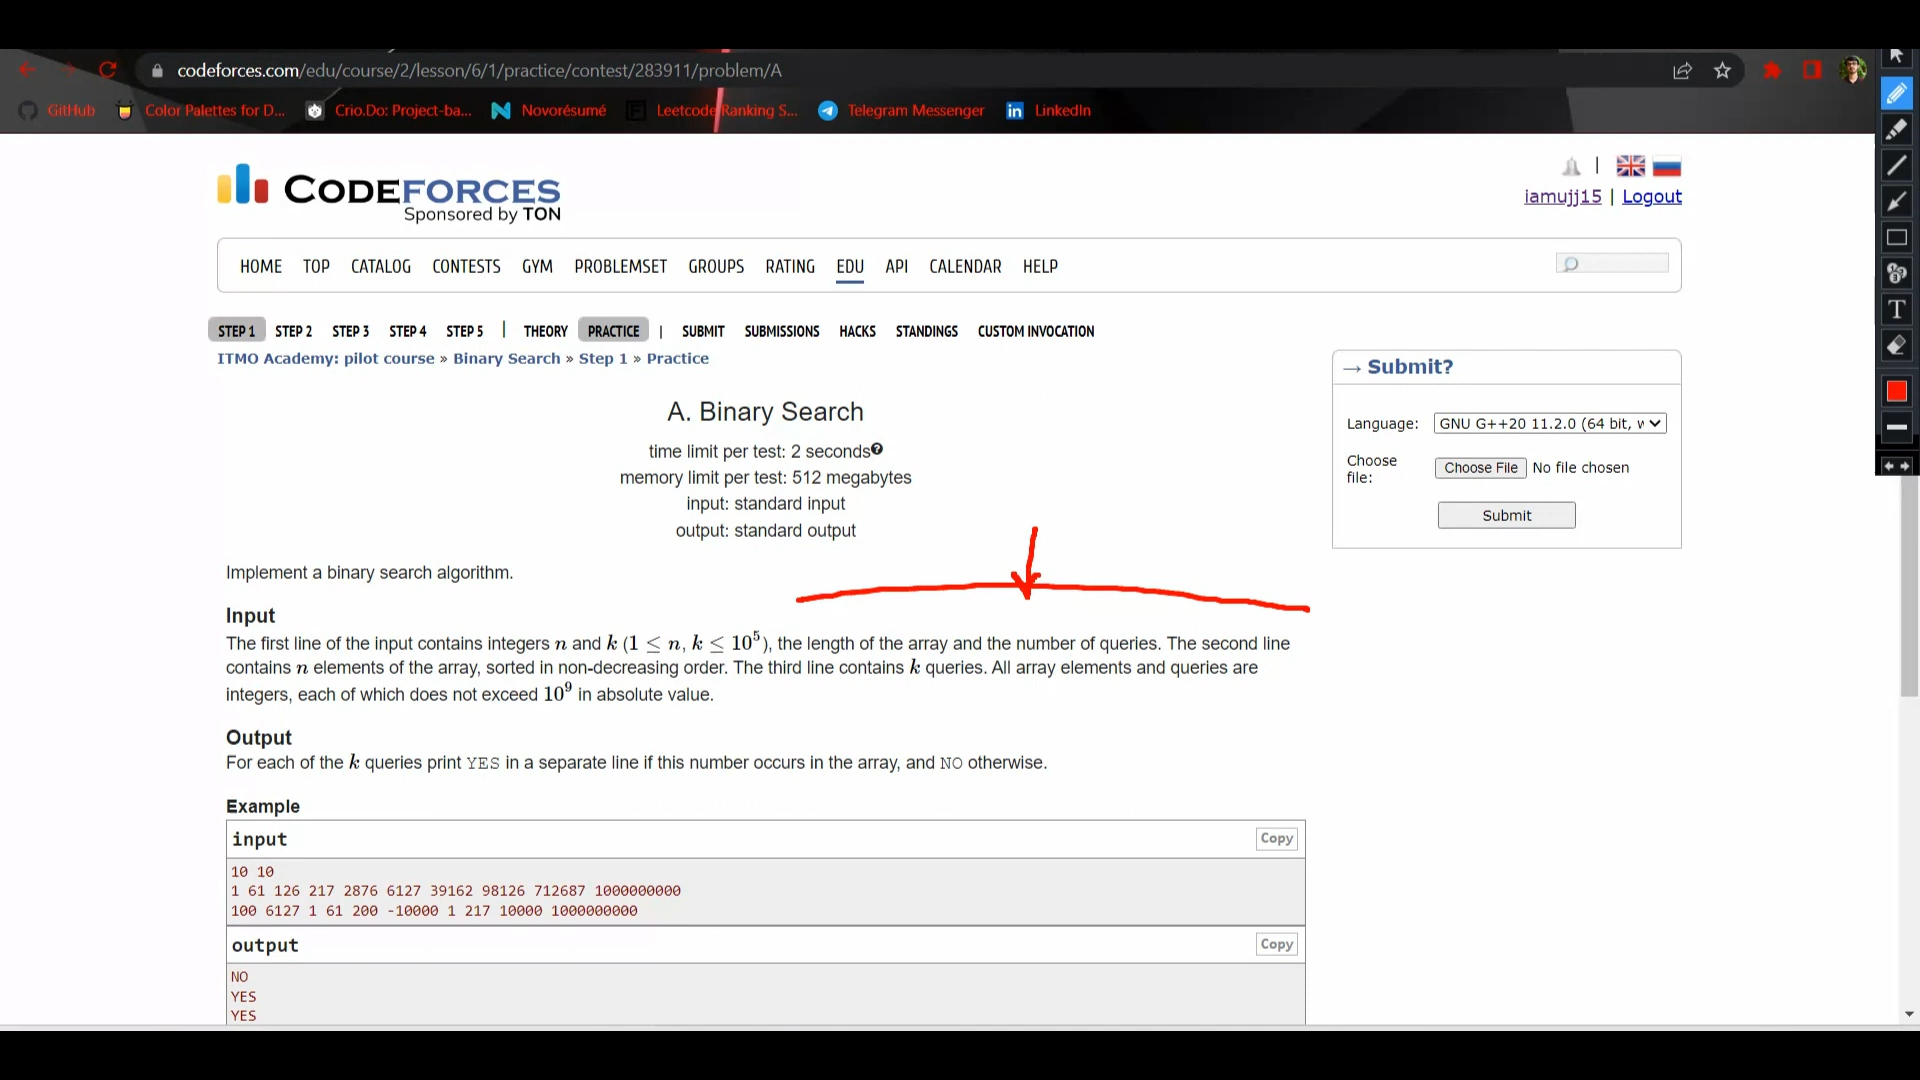 codeforces.com/edu/course/2/lesson/6/1/practice/contest/283911/problem/A
GitHub Color Palettes for D... Crio.Do: Project-ba... Novorésumé Leetcode Ranking S... Telegram Messenger LinkedIn
CODEFORCES
Sponsored by TON
iamujj15 | Logout
HOME TOP CATALOG CONTESTS GYM PROBLEMSET GROUPS RATING EDU API CALENDAR HELP
STEP 1 STEP 2 STEP 3 STEP 4 STEP 5 | THEORY PRACTICE | SUBMIT SUBMISSIONS HACKS STANDINGS CUSTOM INVOCATION
ITMO Academy: pilot course » Binary Search » Step 1 » Practice
→ Submit?
Language: GNU G++20 11.2.0 (64 bit, w
Choose file: Choose File No file chosen
Submit
A. Binary Search
time limit per test: 2 seconds
memory limit per test: 512 megabytes
input: standard input
output: standard output
Implement a binary search algorithm.
Input
The first line of the input contains integers n and k (1 ≤ n, k ≤ 10^5), the length of the array and the number of queries. The second line
contains n elements of the array, sorted in non-decreasing order. The third line contains k queries. All array elements and queries are
integers, each of which does not exceed 10^9 in absolute value.
Output
For each of the k queries print YES in a separate line if this number occurs in the array, and NO otherwise.
Example
input Copy
10 10
1 61 126 217 2876 6127 39162 98126 712687 1000000000
100 6127 1 61 200 -10000 1 217 10000 1000000000
output Copy
NO
YES
YES